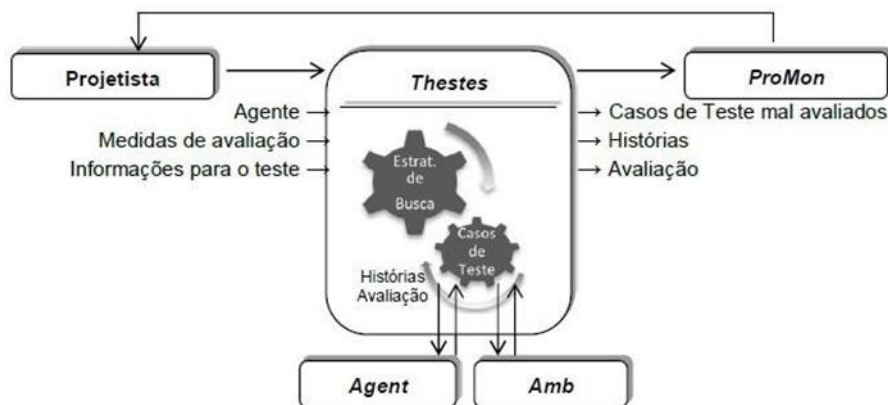 Projetista
Thestes
ProMon
Agente →
Medidas de avaliação →
Informações para o teste →
→ Casos de Teste mal avaliados
→ Histórias
→ Avaliação
Estrat.
de
Busca
Casos
de
Teste
Histórias
Avaliação
Agent
Amb